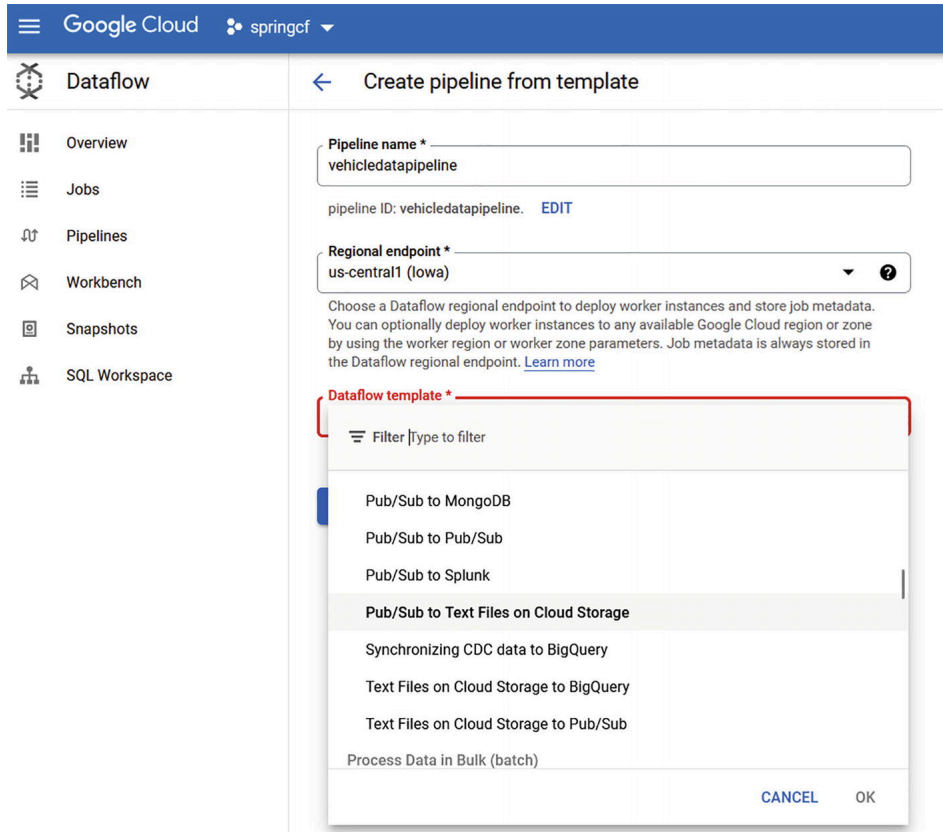 Google Cloud springcf
Dataflow
Create pipeline from template
Overview
Jobs
Pipelines
Workbench
Snapshots
SQL Workspace
Pipeline name *
vehicledatapipeline
pipeline ID: vehicledatapipeline. EDIT
Regional endpoint *
us-central1 (Iowa)
Choose a Dataflow regional endpoint to deploy worker instances and store job metadata.
You can optionally deploy worker instances to any available Google Cloud region or zone
by using the worker region or worker zone parameters. Job metadata is always stored in
the Dataflow regional endpoint. Learn more
Dataflow template *
Filter Type to filter
Pub/Sub to MongoDB
Pub/Sub to Pub/Sub
Pub/Sub to Splunk
Pub/Sub to Text Files on Cloud Storage
Synchronizing CDC data to BigQuery
Text Files on Cloud Storage to BigQuery
Text Files on Cloud Storage to Pub/Sub
Process Data in Bulk (batch)
CANCEL OK